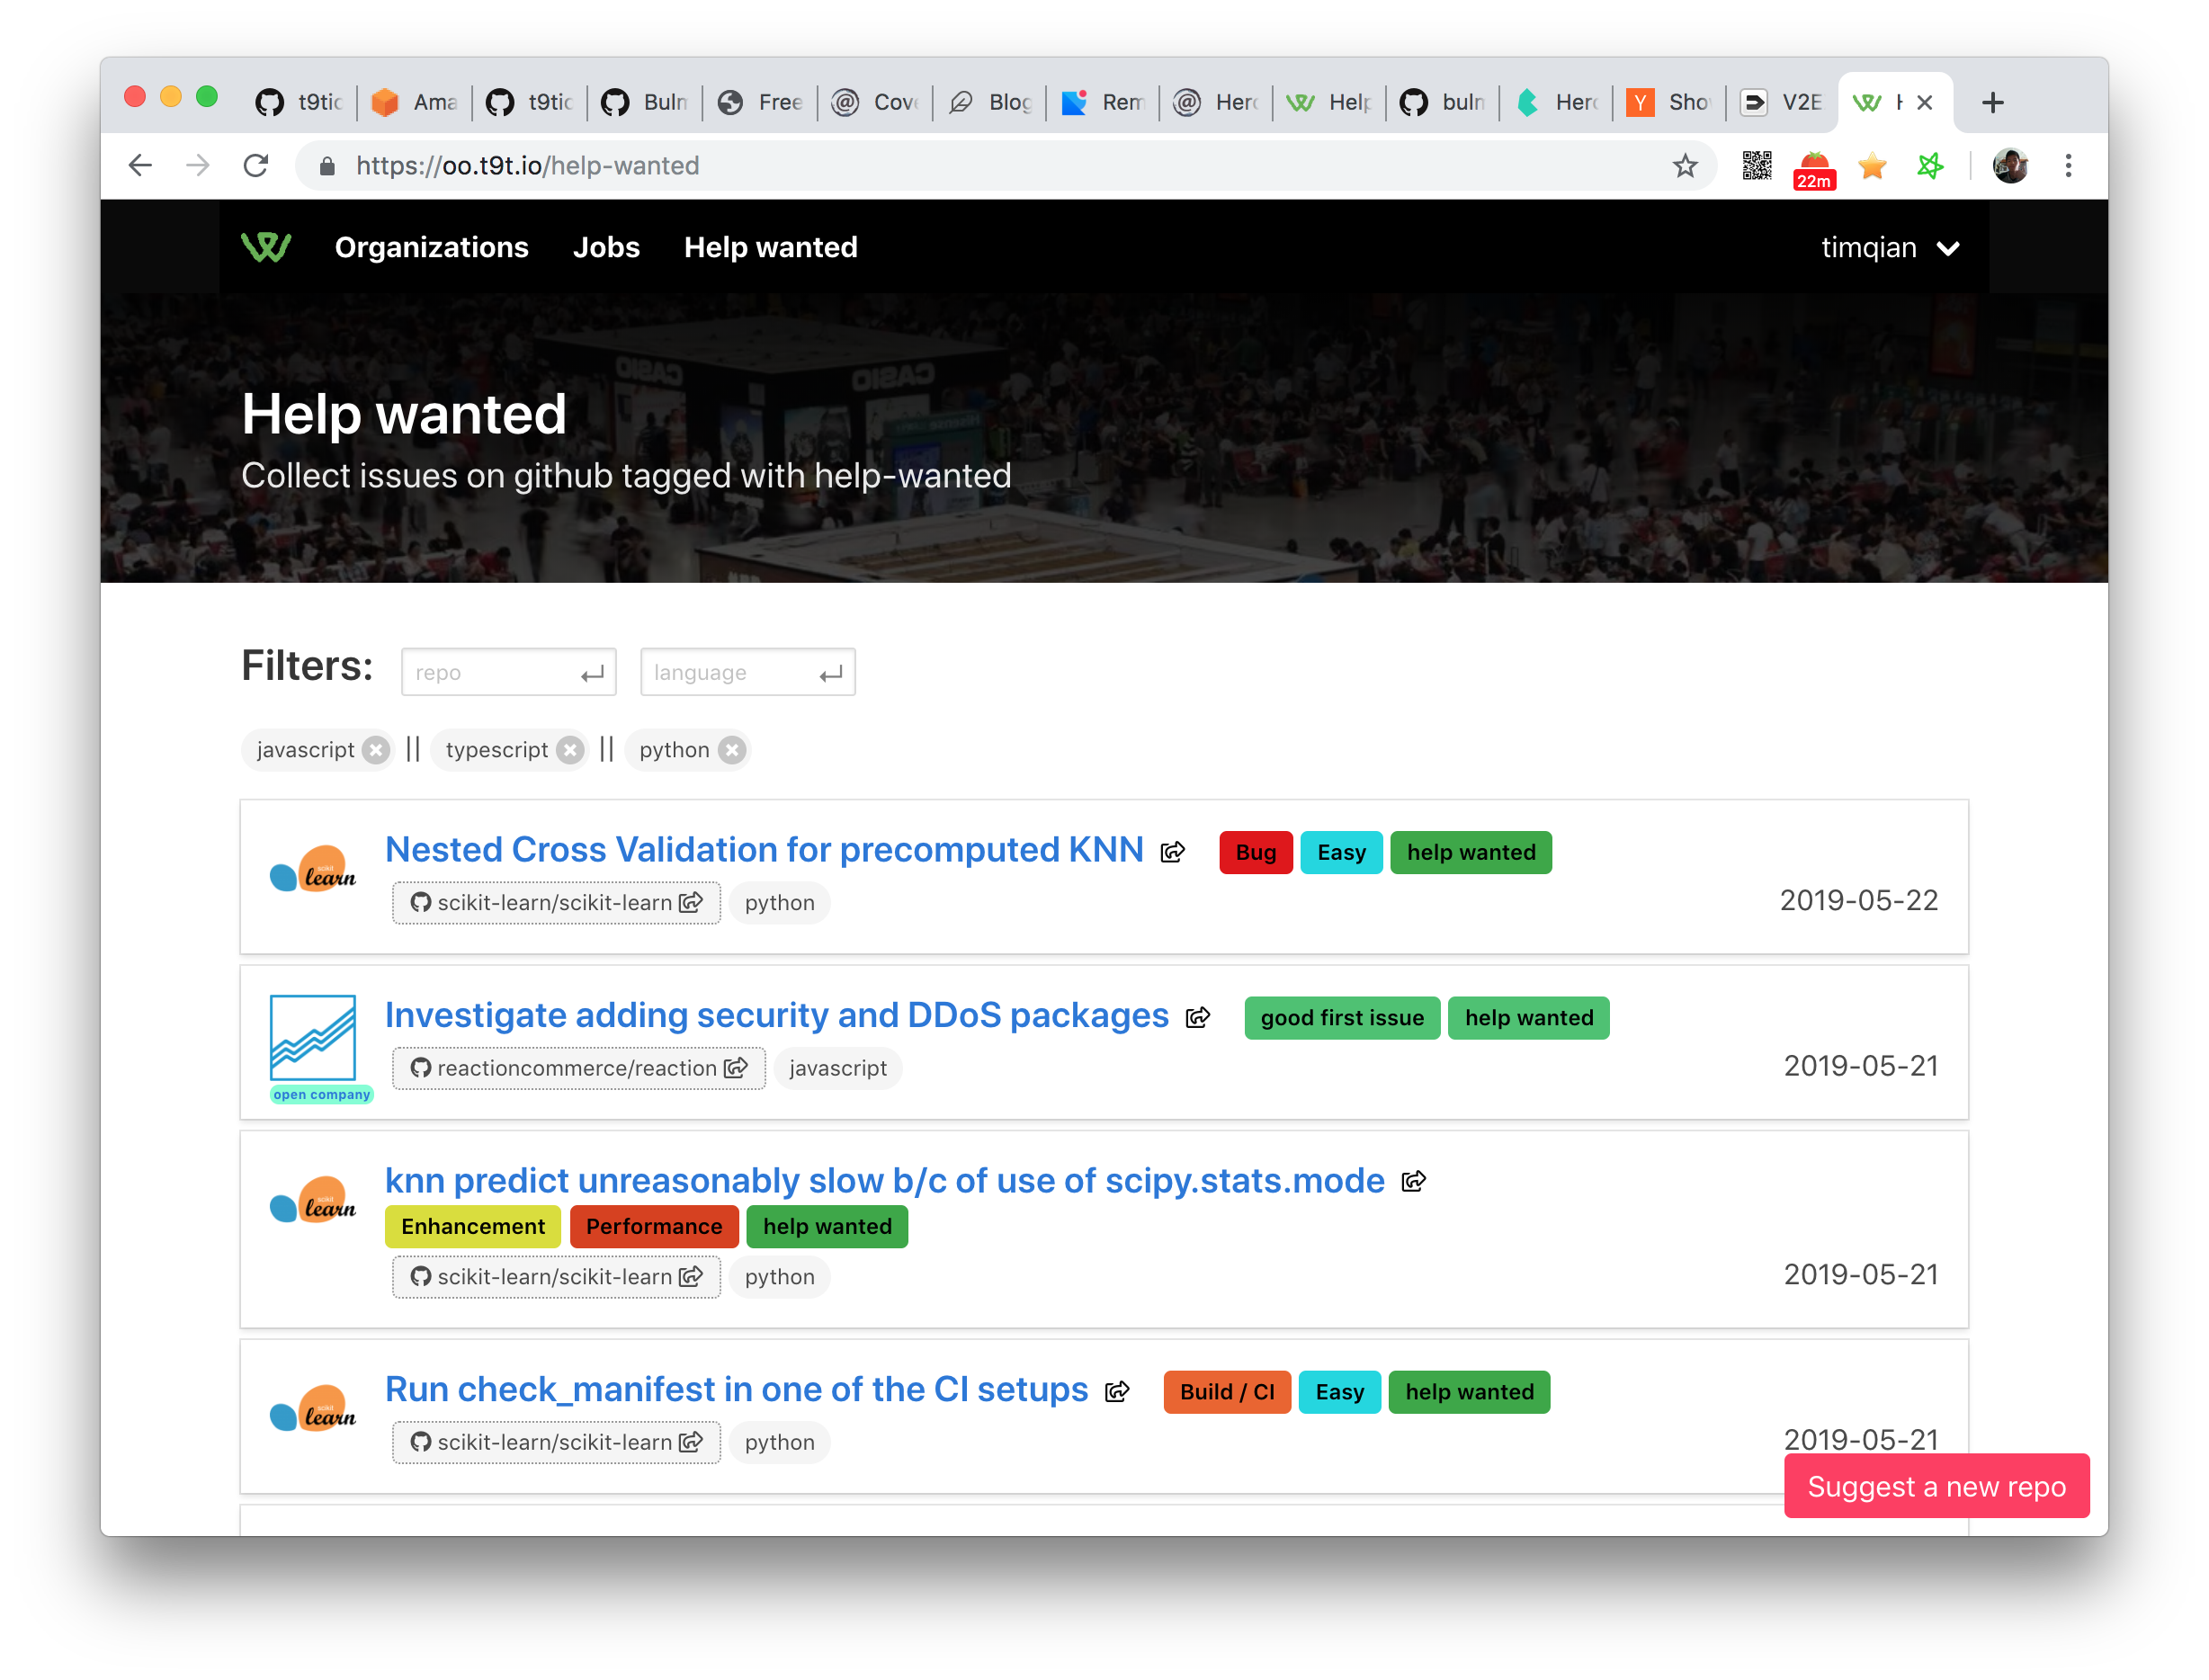 t9tic Ama t9tic Buln Free Cove Blog Rem Hero Help buln Hero Y Sho V2E
https://oo.t9t.io/help-wanted
22m
Organizations Jobs Help wanted timqian
CASIO CASIO
Help wanted
Collect issues on github tagged with help-wanted
Filters: repo language
javascript || typescript || python
Nested Cross Validation for precomputed KNN Bug Easy help wanted
scikit learn
scikit-learn/scikit-learn python 2019-05-22
Investigate adding security and DDoS packages good first issue help wanted
reactioncommerce/reaction javascript 2019-05-21
open company
knn predict unreasonably slow b/c of use of scipy.stats.mode
scikit learn
Enhancement Performance help wanted
scikit-learn/scikit-learn python 2019-05-21
Run check_manifest in one of the CI setups Build / CI Easy help wanted
scikit learn
scikit-learn/scikit-learn python 2019-05-21
Suggest a new repo